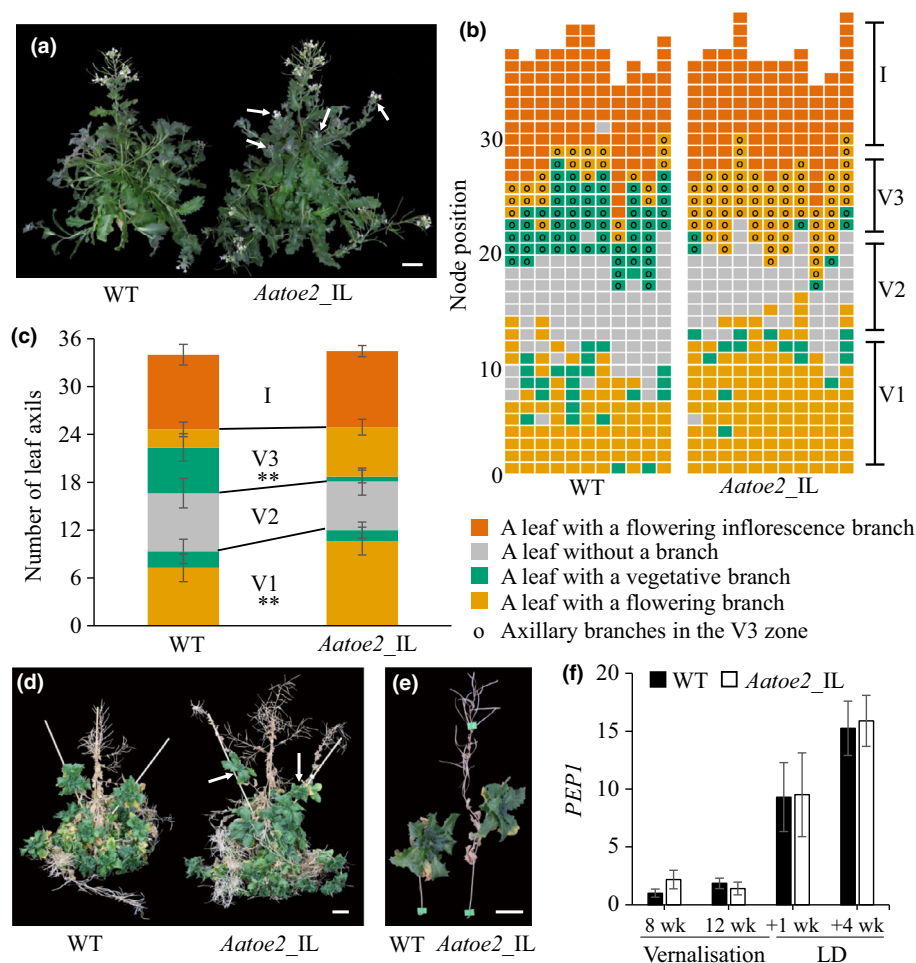 (a)
WT
Aatoe2_IL
(b)
Node position
30
20
10
0
I
V3
V2
V1
WT
Aatoe2_IL
(c)
Number of leaf axils
36
30
24
18
12
6
0
I
V3
**
V2
V1
**
WT
Aatoe2_IL
A leaf with a flowering inflorescence branch
A leaf without a branch
A leaf with a vegetative branch
A leaf with a flowering branch
o Axillary branches in the V3 zone
(d)
WT
Aatoe2_IL
(e)
WT Aatoe2_IL
(f)
WT Aatoe2_IL
PEP1
20
15
10
5
0
8 wk 12 wk +1 wk +4 wk
Vernalisation LD